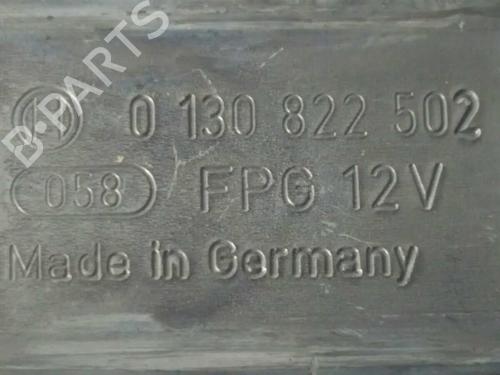 B-PARTS
0 130 822 502
058 FPG 12V
Made in Germany